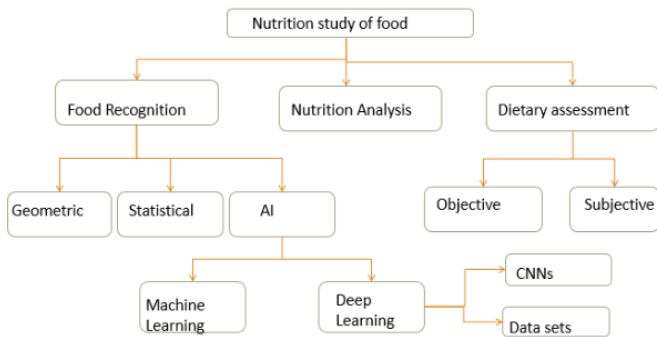 Nutrition study of food
Food Recognition
Nutrition Analysis
Dietary assessment
Geometric
Statistical
AI
Objective
Subjective
Machine
Learning
Deep
Learning
CNNs
Data sets